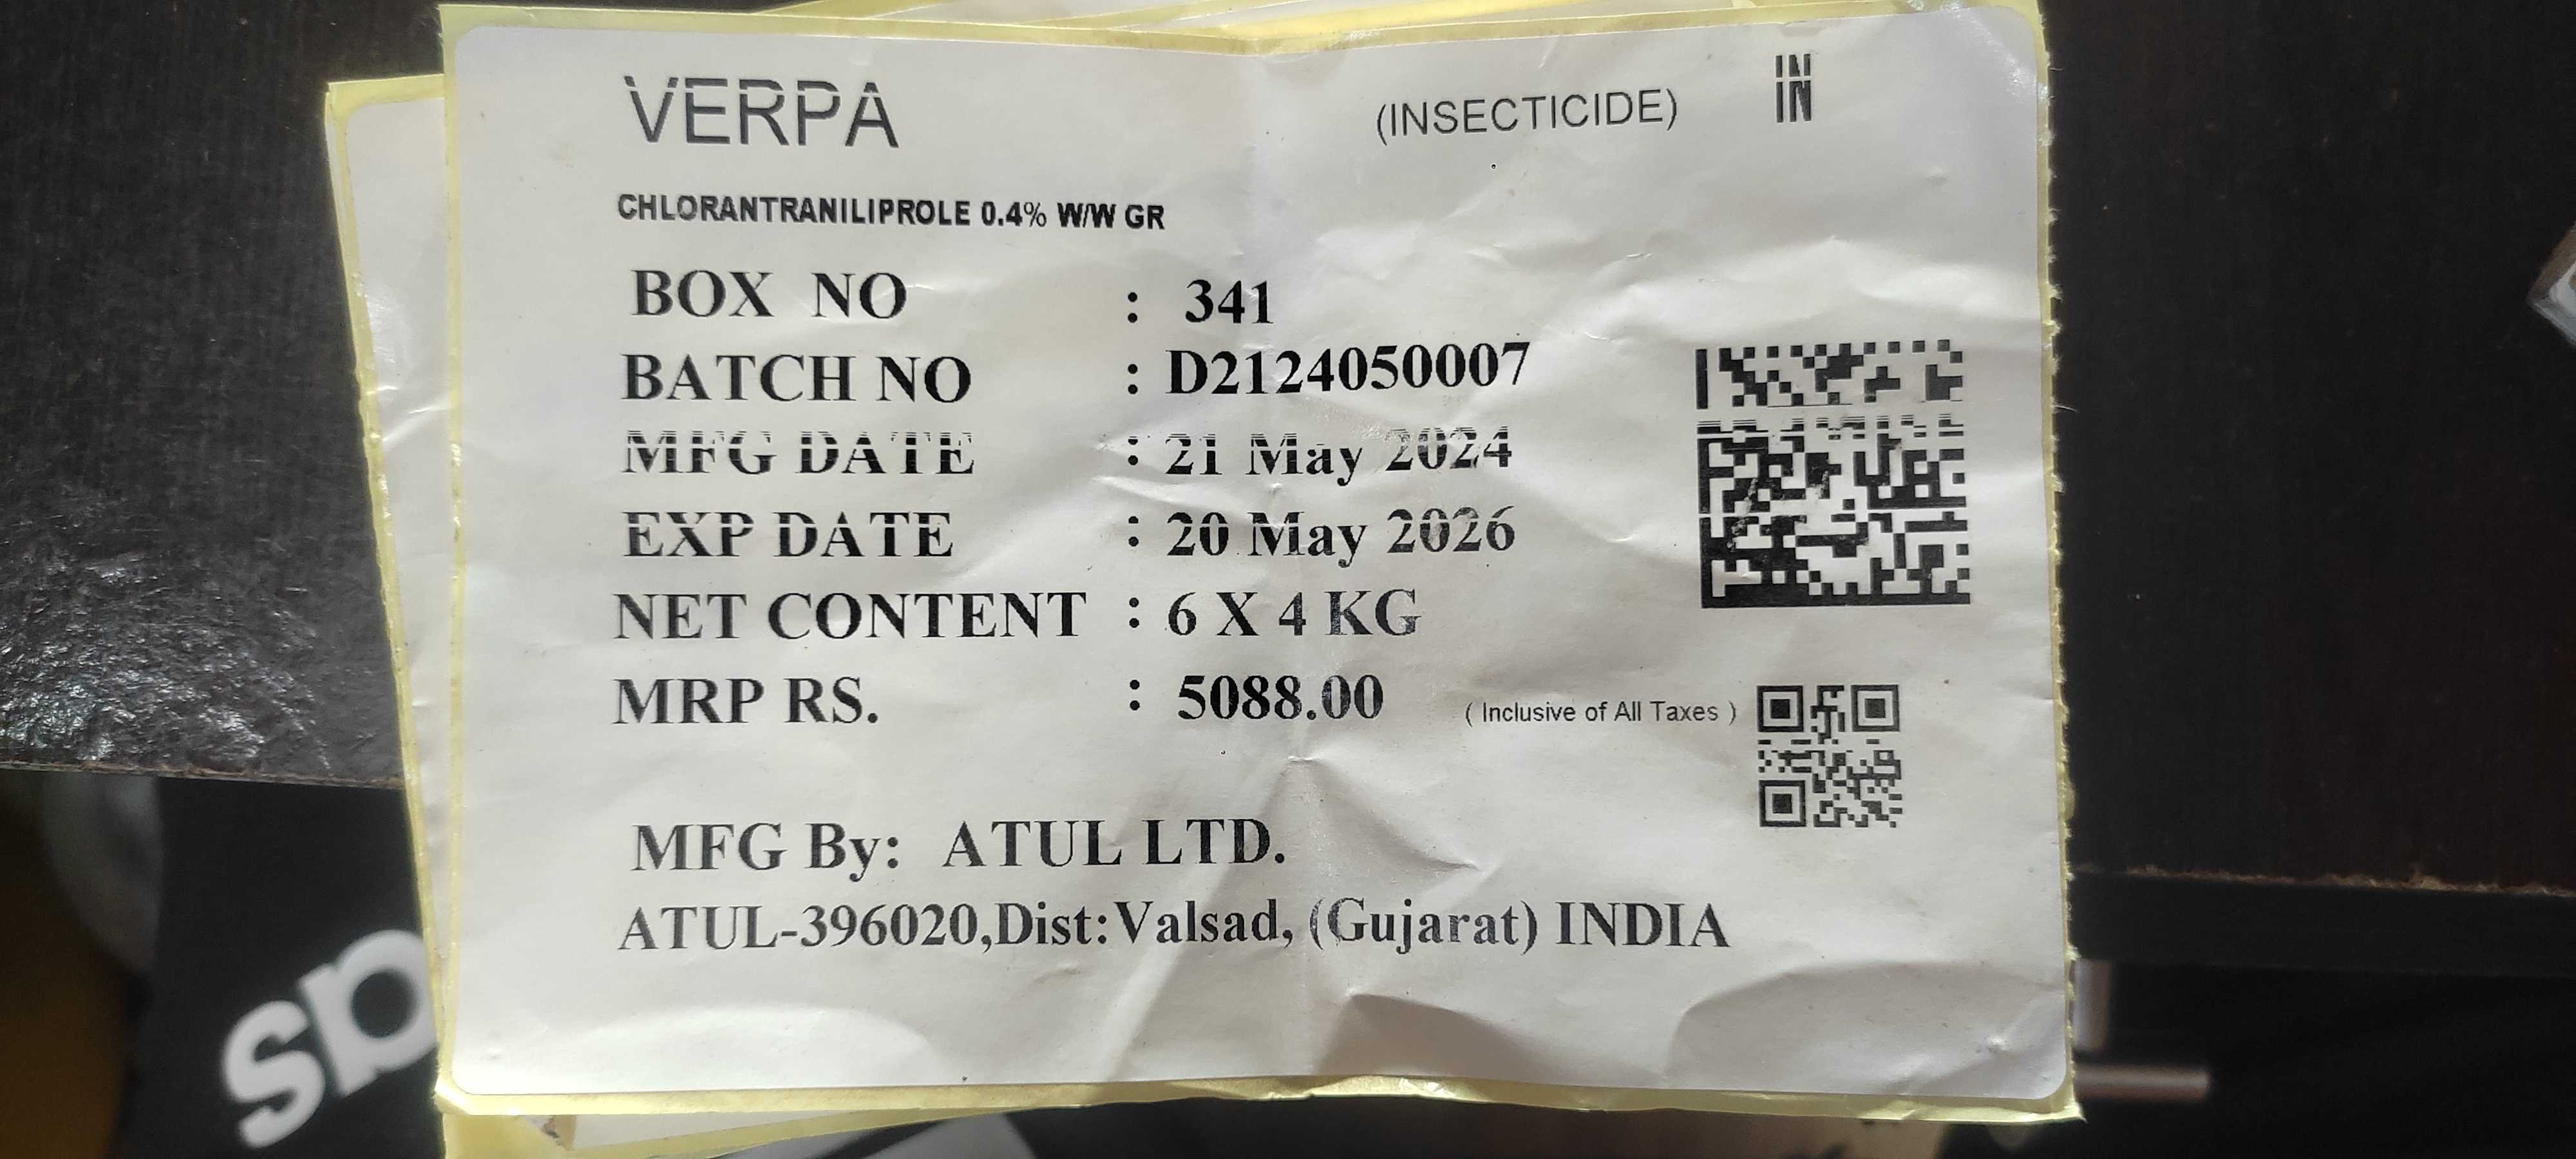 VERPA (INSECTICIDE) IN
CHLORANTRANILIPROLE 0.4% W/W GR
BOX NO : 341
BATCH NO : D2124050007
MFG DATE : 21 May 2024
EXP DATE : 20 May 2026
NET CONTENT : 6 X 4 KG
MRP RS. : 5088.00 ( Inclusive of All Taxes )
MFG By: ATUL LTD.
ATUL-396020,Dist:Valsad, (Gujarat) INDIA